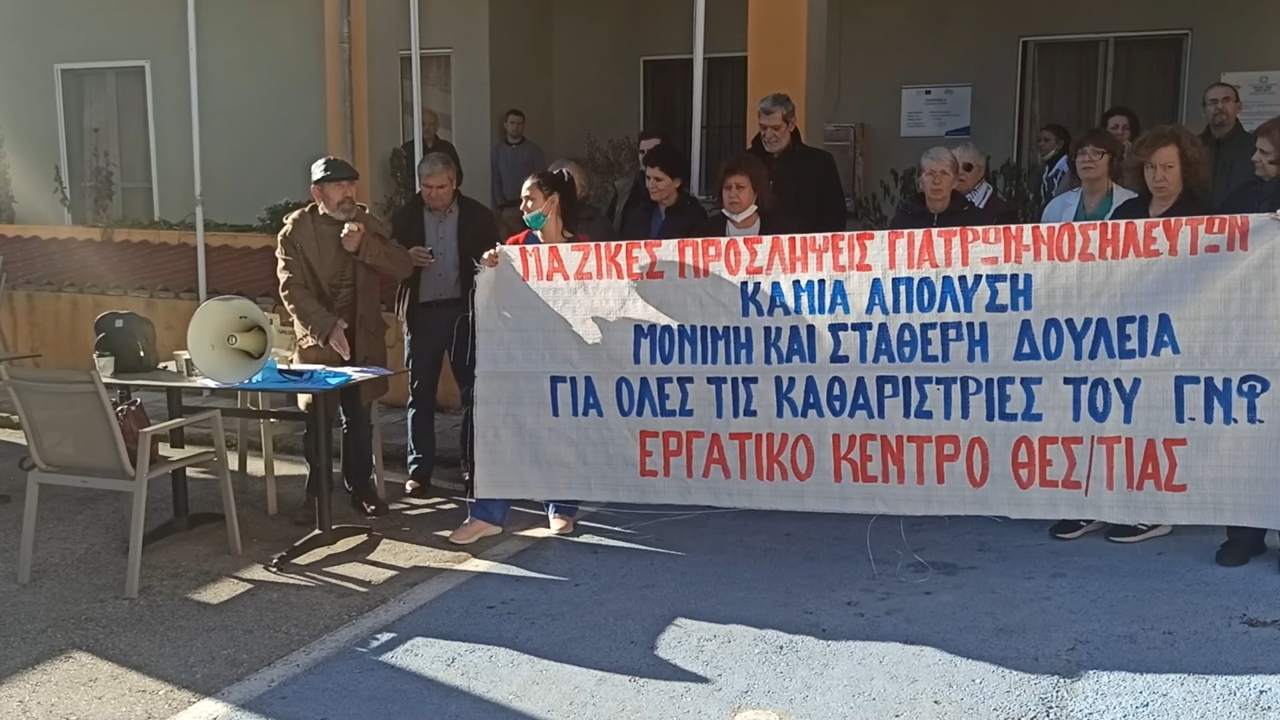 ΜΑΖΙΚΕΣ ΠΡΟΣΛΗΨΕΙΣ ΓΙΑΤΡΩΝ-ΝΟΣΗΛΕΥΤΩΝ
ΚΑΜΙΑ ΑΠΟΛΥΣΗ
ΜΟΝΙΜΗ ΚΑΙ ΣΤΑΘΕΡΗ ΔΟΥΛΕΙΑ
ΓΙΑ ΟΛΕΣ ΤΙΣ ΚΑΘΑΡΙΣΤΡΙΕΣ ΤΟΥ Γ.Ν.Τ
ΕΡΓΑΤΙΚΟ ΚΕΝΤΡΟ ΘΕΣ/ΤΙΑΣ